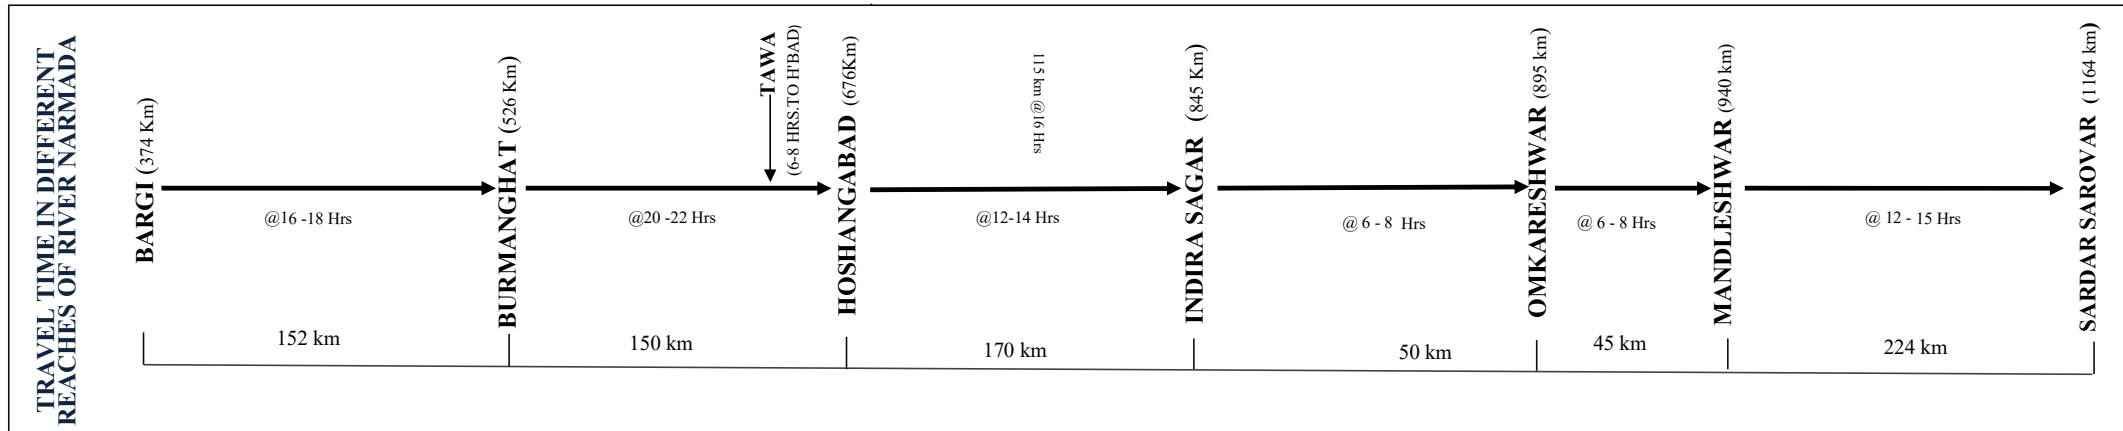 TRAVEL TIME IN DIFFERENT
REACHES OF RIVER NARMADA
BARGI (374 Km)
@16 -18 Hrs
BURMANGHAT (526 Km)
@20 -22 Hrs
TAWA
(6-8 HRS.TO H'BAD)
HOSHANGABAD (676Km)
115 km @16 Hrs
@12-14 Hrs
INDIRA SAGAR (845 Km)
@ 6 - 8 Hrs
OMKARESHWAR (895 km)
@ 6 - 8 Hrs
MANDLESHWAR (940 km)
@ 12 - 15 Hrs
SARDAR SAROVAR (1164 km)
152 km
150 km
170 km
50 km
45 km
224 km